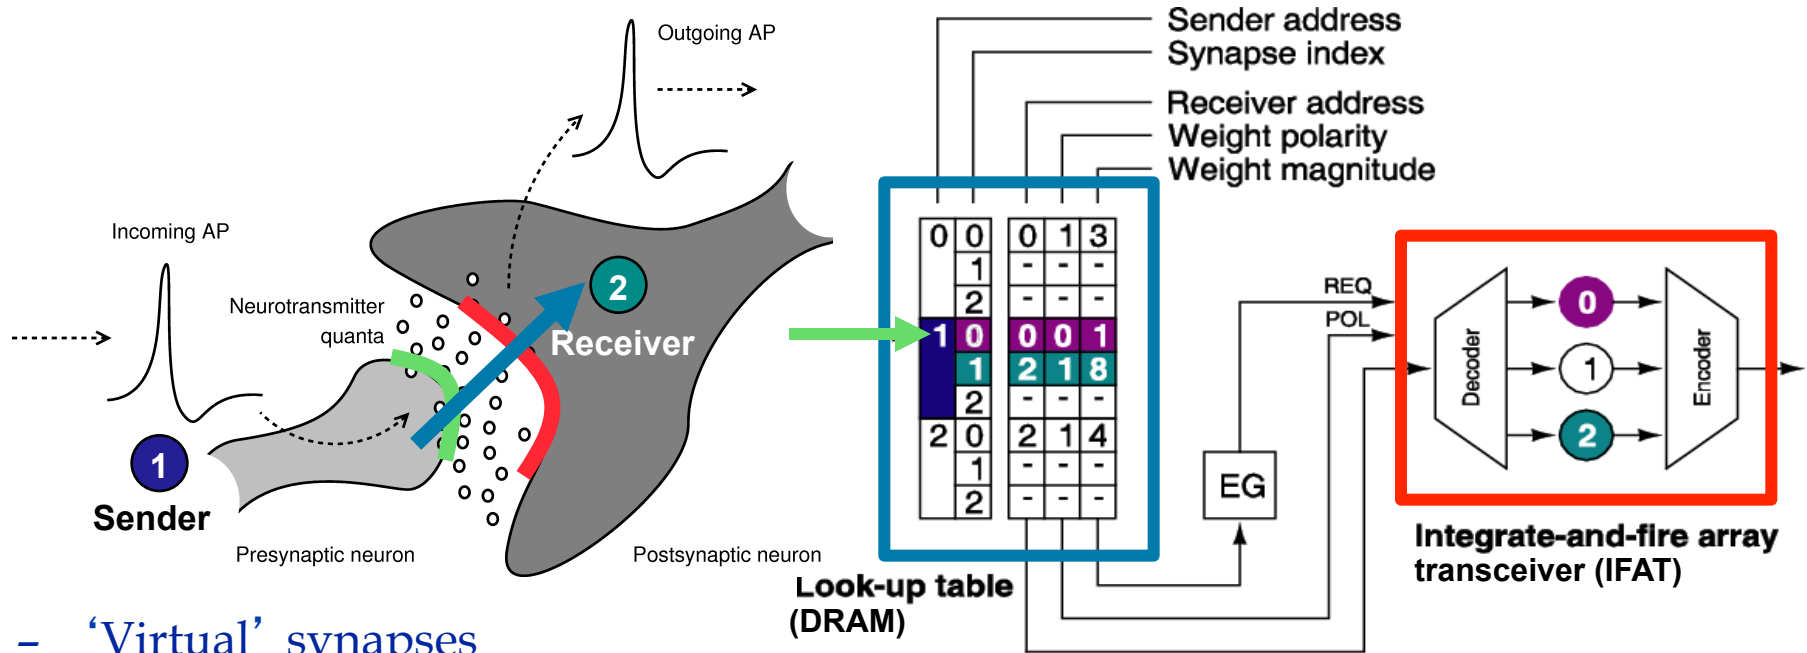 Outgoing AP
Incoming AP
Neurotransmitter
quanta
2
Receiver
1
Sender
Presynaptic neuron
Postsynaptic neuron
– ‘Virtual’ synapses
Sender address
Synapse index
Receiver address
Weight polarity
Weight magnitude
0 0 0 1 3
1 - - -
2 - - -
1 0 0 0 1
1 2 1 8
2 - - -
2 0 2 1 4
1 - - -
2 - - -
Look-up table
(DRAM)
EG
REQ
POL
Decoder
0
1
2
Encoder
Integrate-and-fire array
transceiver (IFAT)